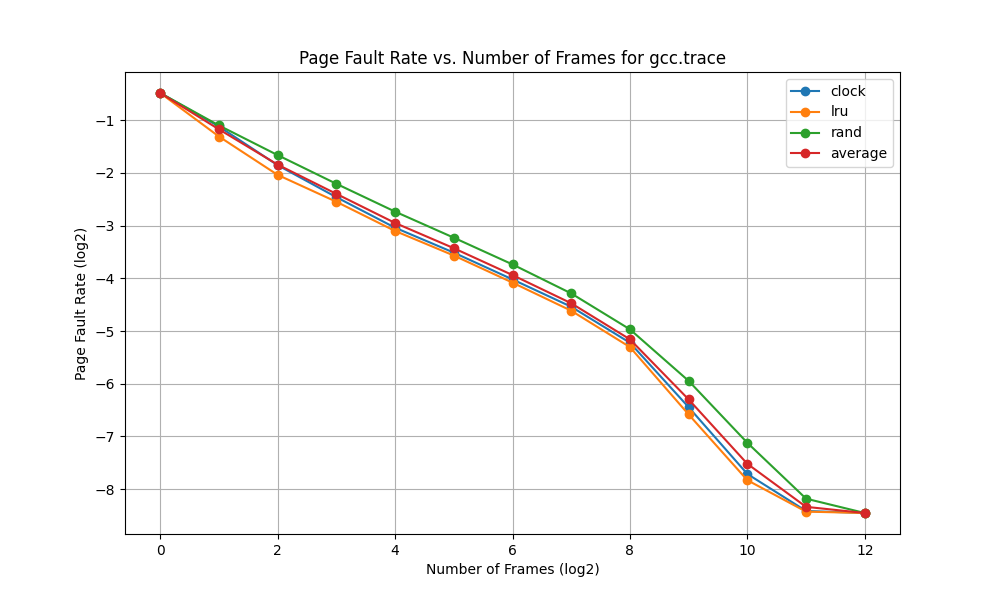 Page Fault Rate vs. Number of Frames for gcc.trace
clock
lru
rand
average
−1
−2
−3
−4
−5
−6
−7
−8
Page Fault Rate (log2)
0 2 4 6 8 10 12
Number of Frames (log2)